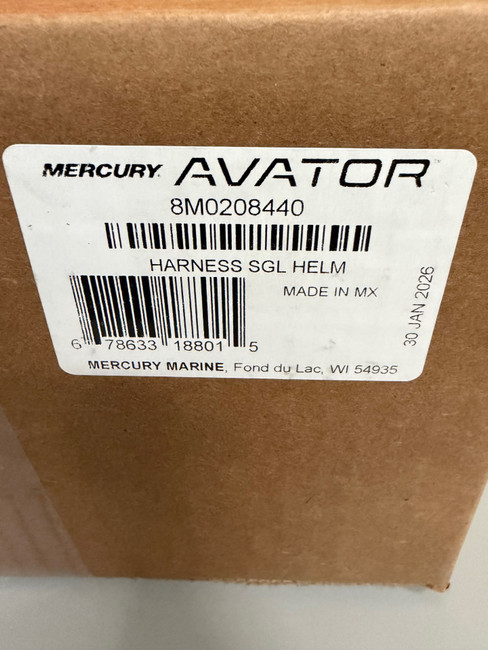 MERCURY AVATOR
8M0208440
HARNESS SGL HELM
MADE IN MX
6 78633 18801 5
30 JAN 2026
MERCURY MARINE, Fond du Lac, WI 54935